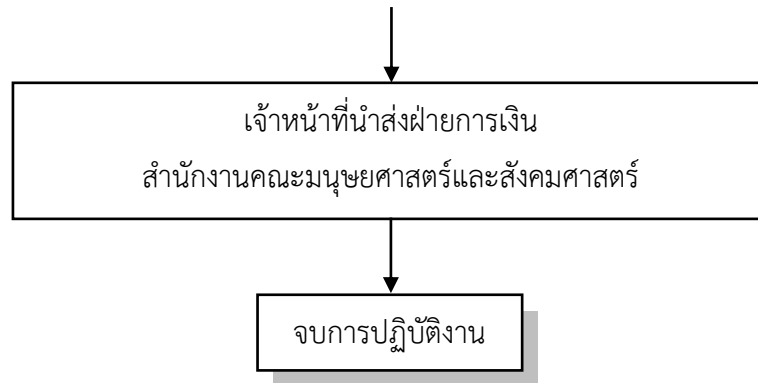 เจ้าหน้าที่นำส่งฝ่ายการเงิน
สำนักงานคณะมนุษยศาสตร์และสังคมศาสตร์
จบการปฏิบัติงาน